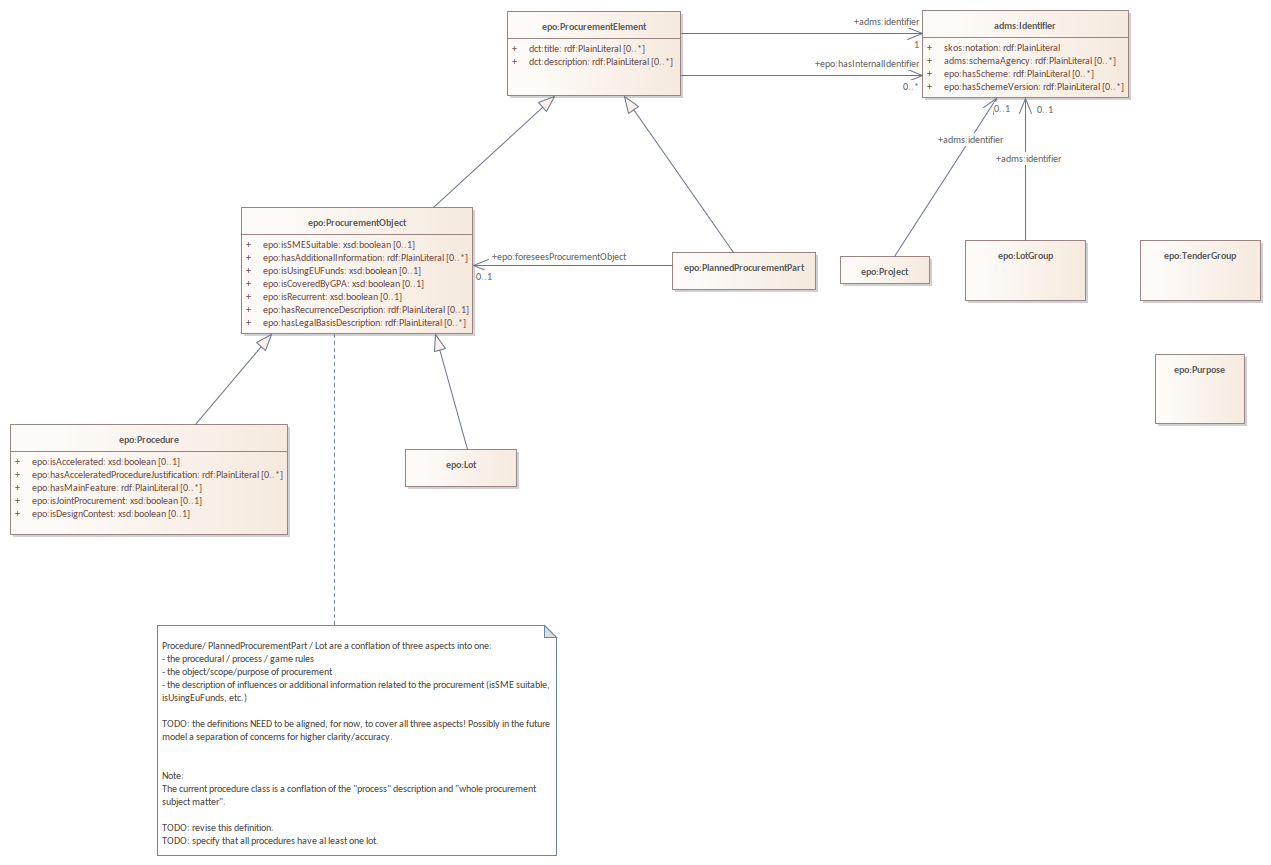 epo:ProcurementElement
+ dct:title: rdf:PlainLiteral [0..*]
+ dct:description: rdf:PlainLiteral [0..*]
+adms:identifier
1
+epo:hasInternalIdentifier
0..*
adms:Identifier
+ skos:notation: rdf:PlainLiteral
+ adms:schemaAgency: rdf:PlainLiteral [0..*]
+ epo:hasScheme: rdf:PlainLiteral [0..*]
+ epo:hasSchemeVersion: rdf:PlainLiteral [0..*]
0..1
0..1
+adms:identifier
+adms:identifier
epo:ProcurementObject
+ epo:isSMESuitable: xsd:boolean [0..1]
+ epo:hasAdditionalInformation: rdf:PlainLiteral [0..*]
+ epo:isUsingEUFunds: xsd:boolean [0..1]
+ epo:isCoveredByGPA: xsd:boolean [0..1]
+ epo:isRecurrent: xsd:boolean [0..1]
+ epo:hasRecurrenceDescription: rdf:PlainLiteral [0..1]
+ epo:hasLegalBasisDescription: rdf:PlainLiteral [0..*]
+epo:foreseesProcurementObject
0..1
epo:PlannedProcurementPart
epo:Project
epo:LotGroup
epo:TenderGroup
epo:Purpose
epo:Procedure
+ epo:isAccelerated: xsd:boolean [0..1]
+ epo:hasAcceleratedProcedureJustification: rdf:PlainLiteral [0..*]
+ epo:hasMainFeature: rdf:PlainLiteral [0..*]
+ epo:isJointProcurement: xsd:boolean [0..1]
+ epo:isDesignContest: xsd:boolean [0..1]
epo:Lot
Procedure/ PlannedProcurementPart / Lot are a conflation of three aspects into one:
- the procedural / process / game rules
- the object/scope/purpose of procurement
- the description of influences or additional information related to the procurement (isSME suitable,
isUsingEuFunds, etc.)
TODO: the definitions NEED to be aligned, for now, to cover all three aspects! Possibly in the future
model a separation of concerns for higher clarity/accuracy.
Note:
The current procedure class is a conflation of the "process" description and "whole procurement
subject matter".
TODO: revise this definition.
TODO: specify that all procedures have al least one lot.